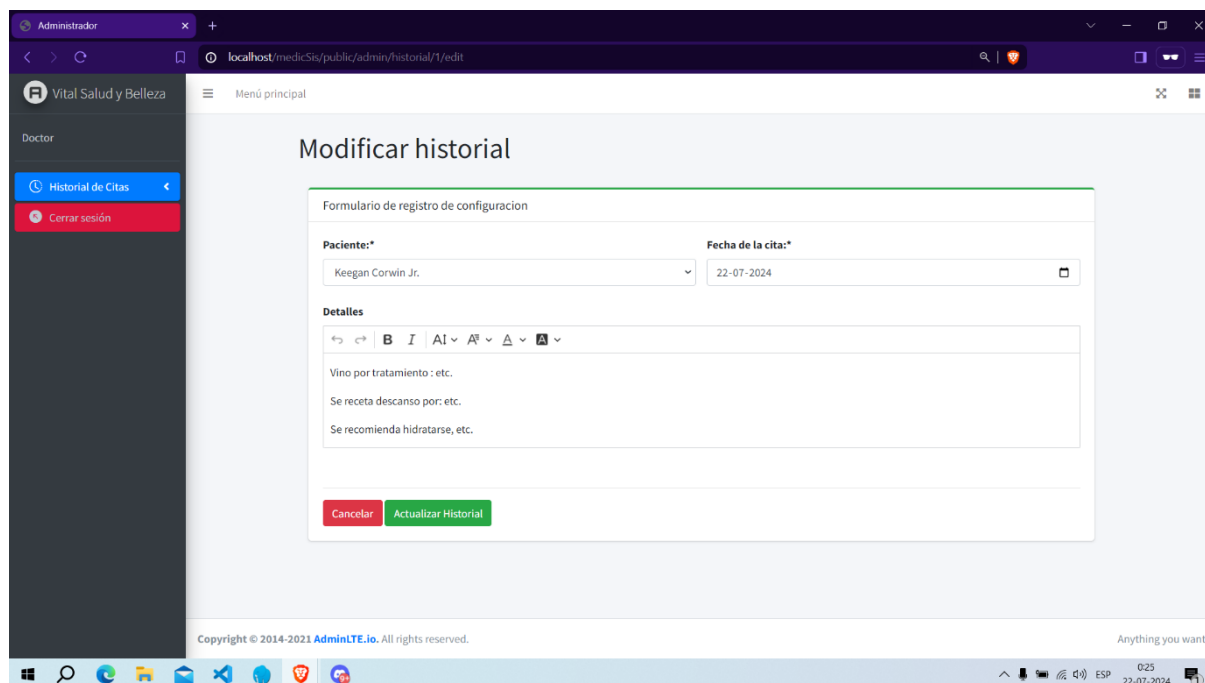 Administrador
localhost/medicSis/public/admin/historial/1/edit
Vital Salud y Belleza
Menú principal
Doctor
Historial de Citas
Cerrar sesión
Modificar historial
Formulario de registro de configuracion
Paciente:* Fecha de la cita:*
Keegan Corwin Jr. 22-07-2024
Detalles
B I AI A A A
Vino por tratamiento : etc.
Se receta descanso por: etc.
Se recomienda hidratarse, etc.
Cancelar Actualizar Historial
Copyright © 2014-2021 AdminLTE.io. All rights reserved. Anything you want
ESP 0:25
22-07-2024